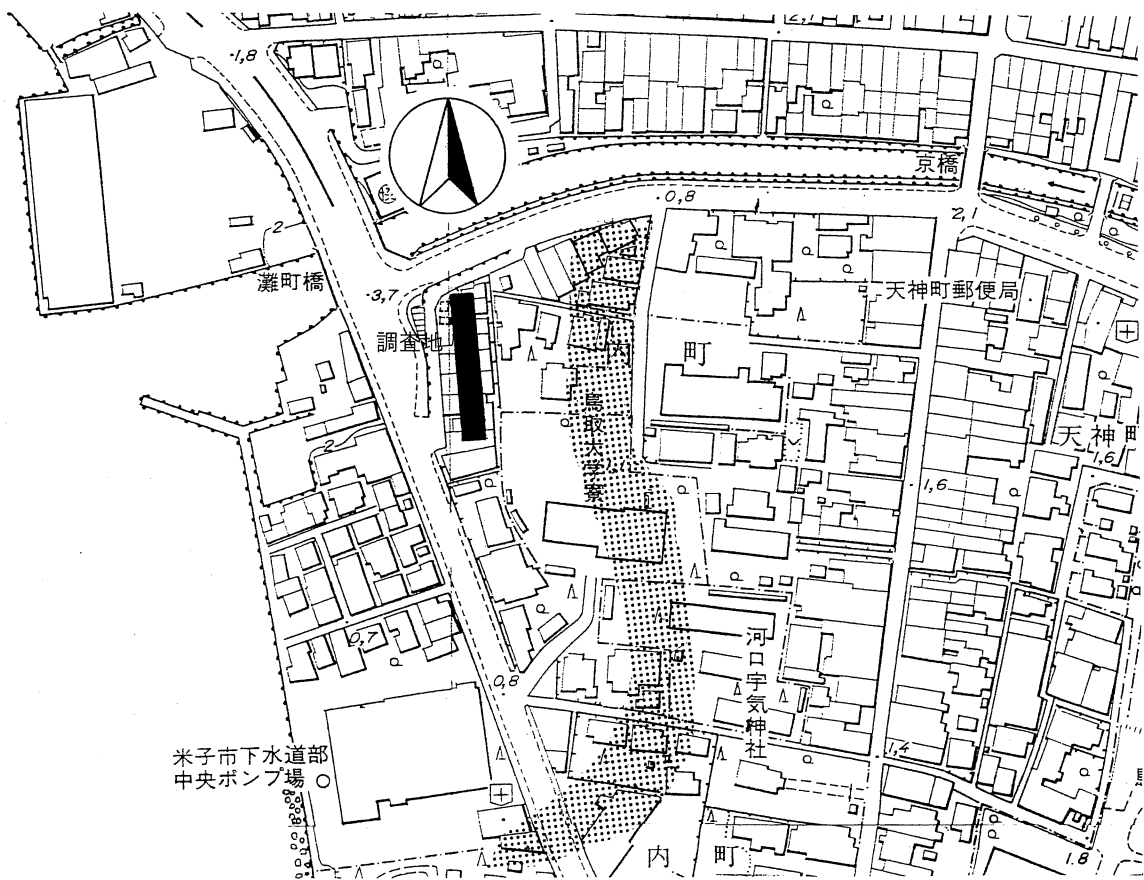 2,1
1,8
京橋
0,8
2,1
旧
2
灘町橋
天神町郵便局
3,7
調査地
内町
鳥取大学寮
天神町
1,6
2
1,6
0,7
河口宇気神社
0,8
1,4
米子市下水道部
中央ポンプ場
内町
1.8